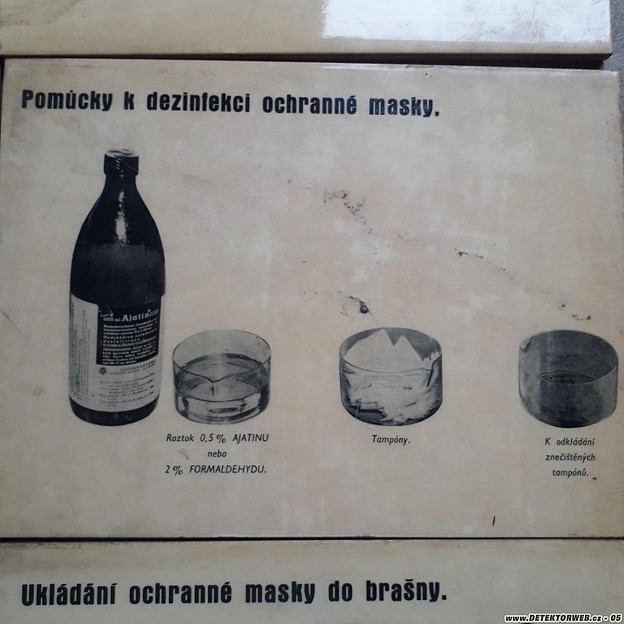 Pomůcky k dezinfekci ochranné masky.
Ajatin
Roztok 0,5 % AJATINU
nebo
2 % FORMALDEHYDU.
Tampóny.
K odkládání
znečištěných
tampónů.
Ukládání ochranné masky do brašny.
www.DETEKTORWEB.cz - 05